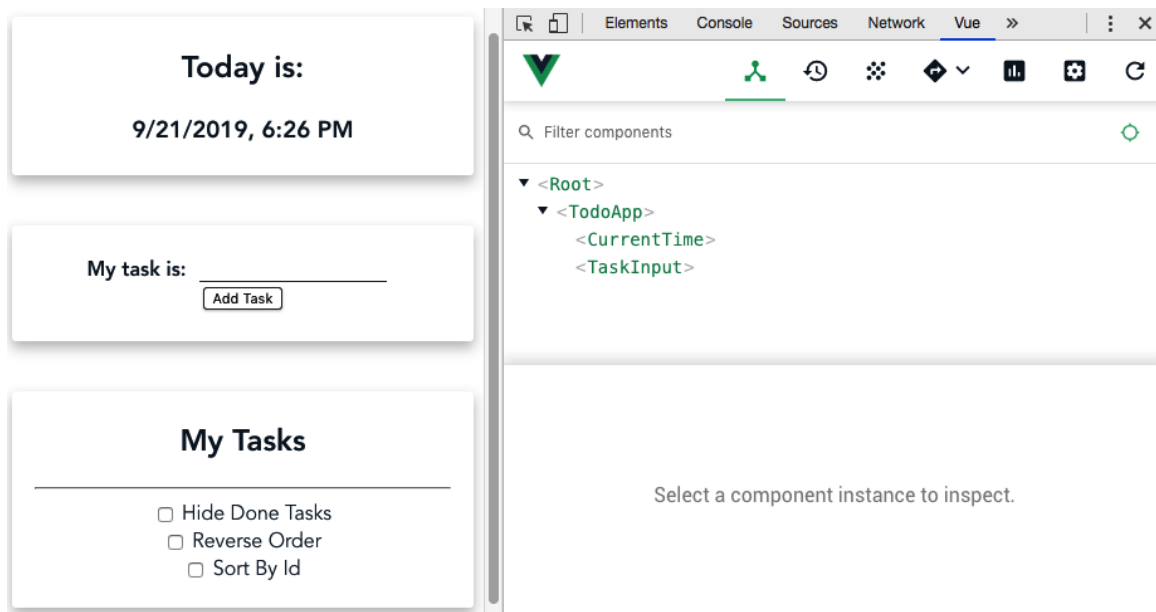 Today is:
9/21/2019, 6:26 PM
My task is:
Add Task
My Tasks
Hide Done Tasks
Reverse Order
Sort By Id
Elements Console Sources Network Vue »
Filter components
<Root>
<TodoApp>
<CurrentTime>
<TaskInput>
Select a component instance to inspect.